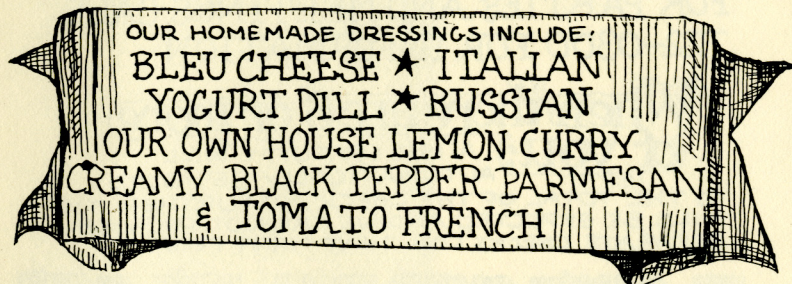 OUR HOMEMADE DRESSINGS INCLUDE:
BLEU CHEESE ★ ITALIAN
YOGURT DILL ★ RUSSIAN
OUR OWN HOUSE LEMON CURRY
CREAMY BLACK PEPPER PARMESAN
& TOMATO FRENCH